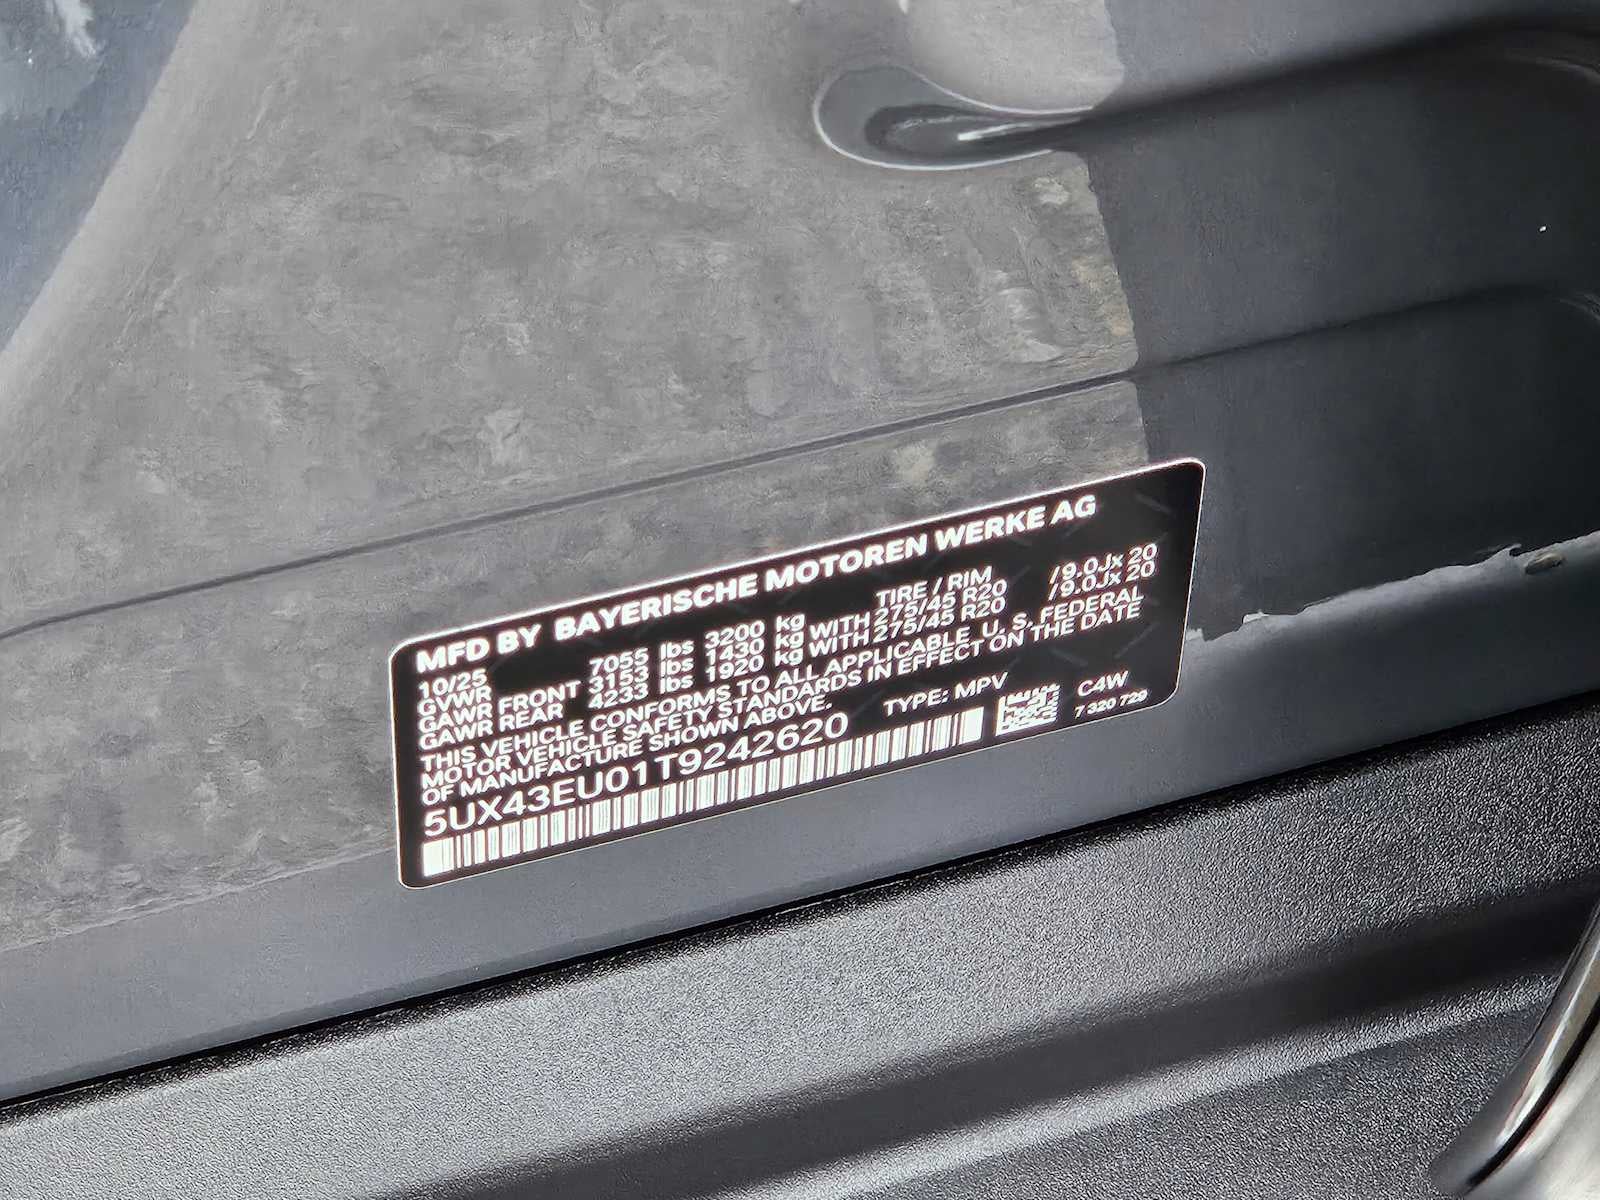 MFD BY BAYERISCHE MOTOREN WERKE AG
10/25 TIRE / RIM
GVWR 7055 lbs 3200 kg
GAWR FRONT 3153 lbs 1430 kg WITH 275/45 R20 /9.0Jx 20
GAWR REAR 4233 lbs 1920 kg WITH 275/45 R20 /9.0Jx 20
THIS VEHICLE CONFORMS TO ALL APPLICABLE U. S. FEDERAL
MOTOR VEHICLE SAFETY STANDARDS IN EFFECT ON THE DATE
OF MANUFACTURE SHOWN ABOVE.
5UX43EU01T9242620 TYPE: MPV C4W
7 320 729